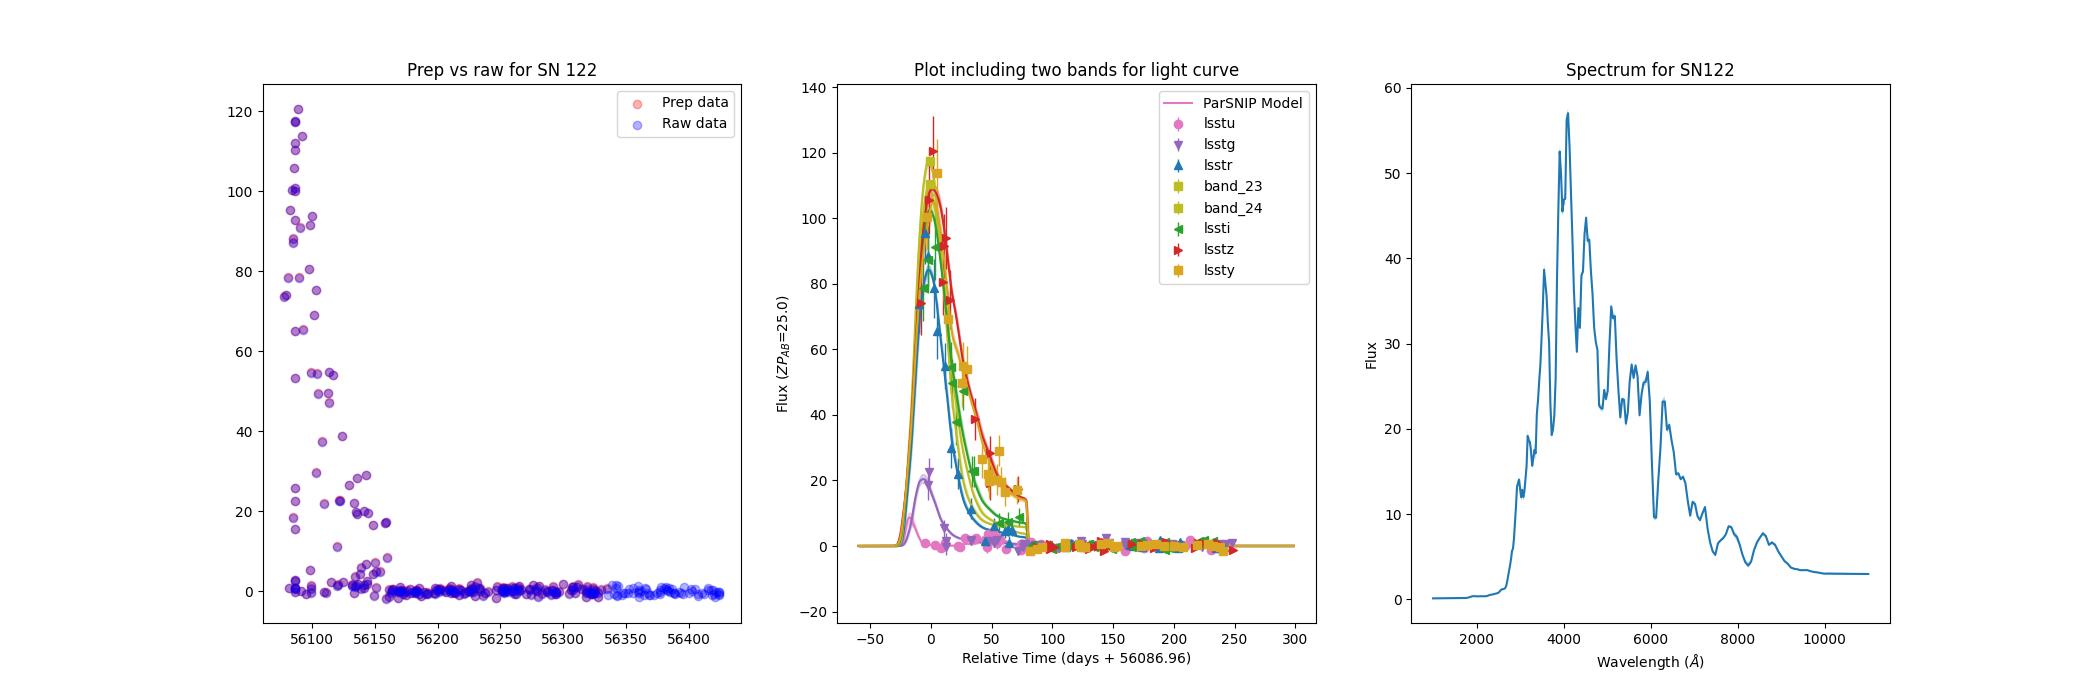 Prep vs raw for SN 122
Prep data
Raw data
120
100
80
60
40
20
0
56100
56150
56200
56250
56300
56350
56400
Plot including two bands for light curve
ParSNIP Model
lsstu
lsstg
lsstr
band_23
band_24
lssti
lsstz
lssty
Flux (ZP_{AB}=25.0)
140
120
100
80
60
40
20
0
−20
−50
0
50
100
150
200
250
300
Relative Time (days + 56086.96)
Spectrum for SN122
Flux
60
50
40
30
20
10
0
2000
4000
6000
8000
10000
Wavelength (Å)